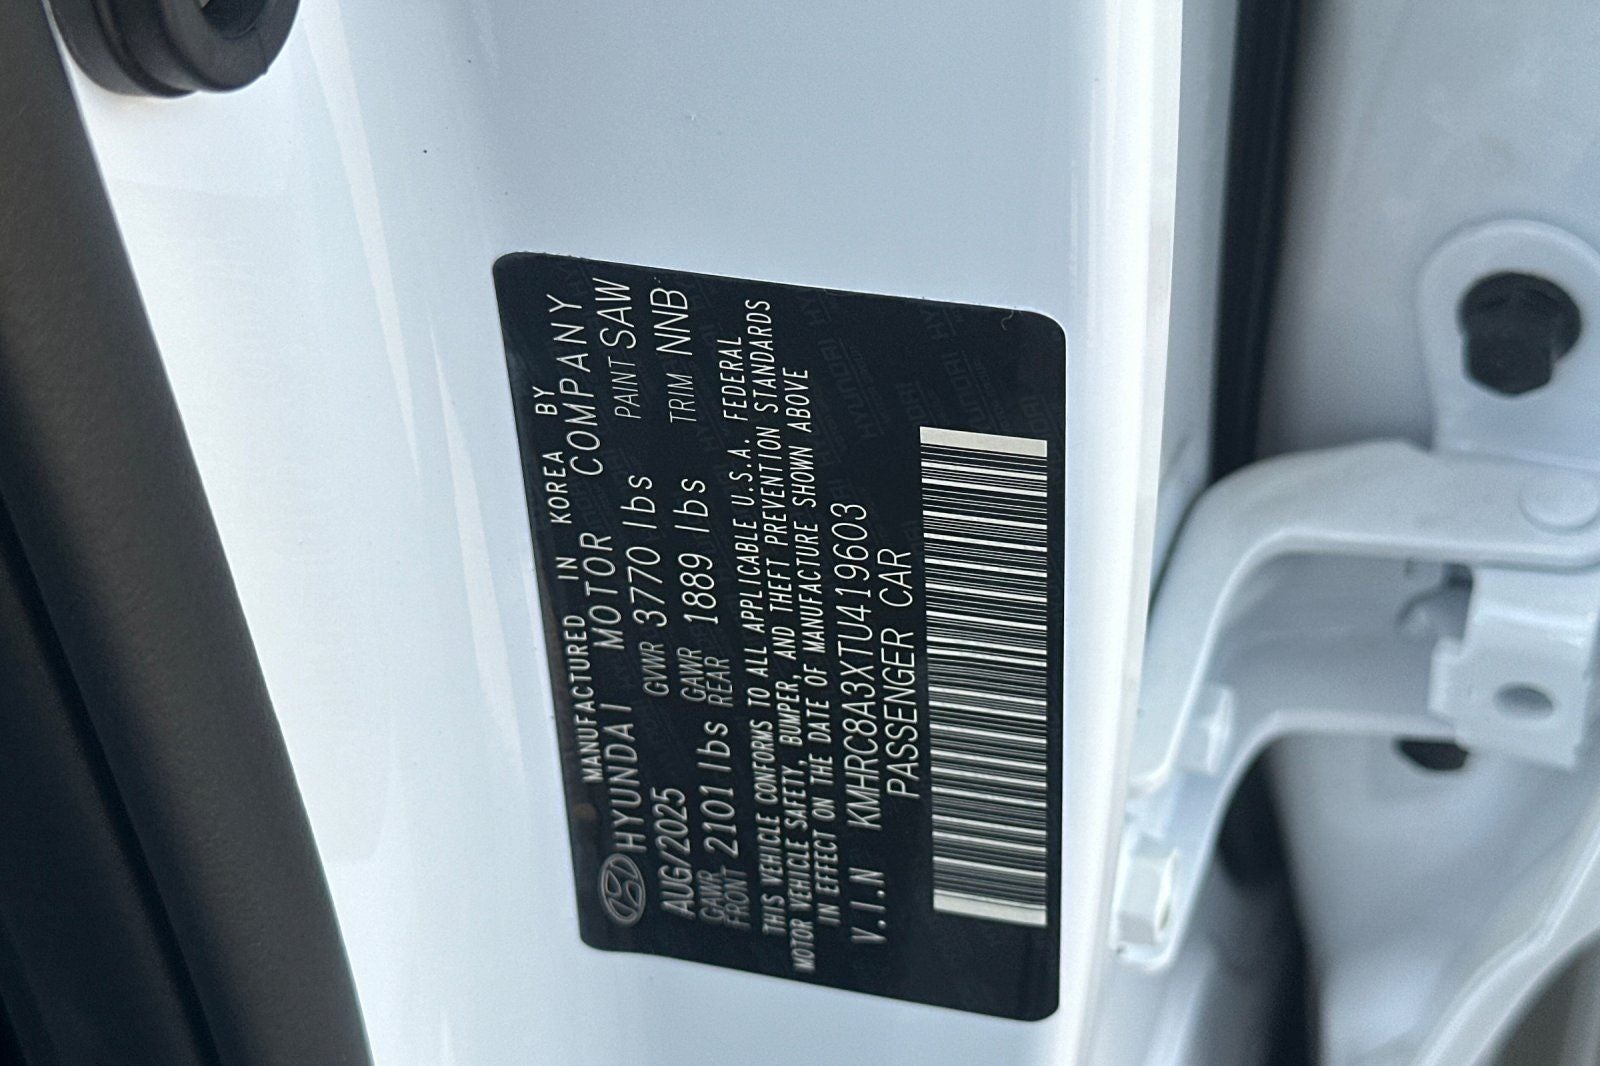 MANUFACTURED IN KOREA BY
HYUNDAI MOTOR COMPANY
AUG/2025 GVWR 3770 lbs PAINT SAW
GAWR FRONT 2101 lbs GAWR REAR 1889 lbs TRIM NNB
THIS VEHICLE CONFORMS TO ALL APPLICABLE U.S.A. FEDERAL
MOTOR VEHICLE SAFETY, BUMPER, AND THEFT PREVENTION STANDARDS
IN EFFECT ON THE DATE OF MANUFACTURE SHOWN ABOVE
V.I.N KMHRC8A3XTU419603
PASSENGER CAR